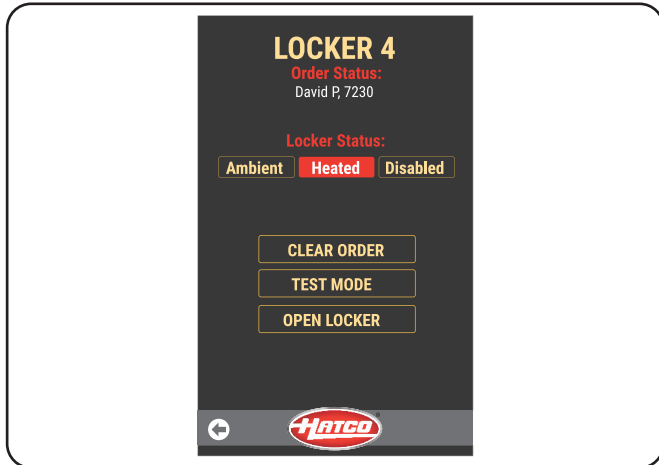 LOCKER 4
Order Status:
David P, 7230
Locker Status:
Ambient Heated Disabled
CLEAR ORDER
TEST MODE
OPEN LOCKER
HATCO